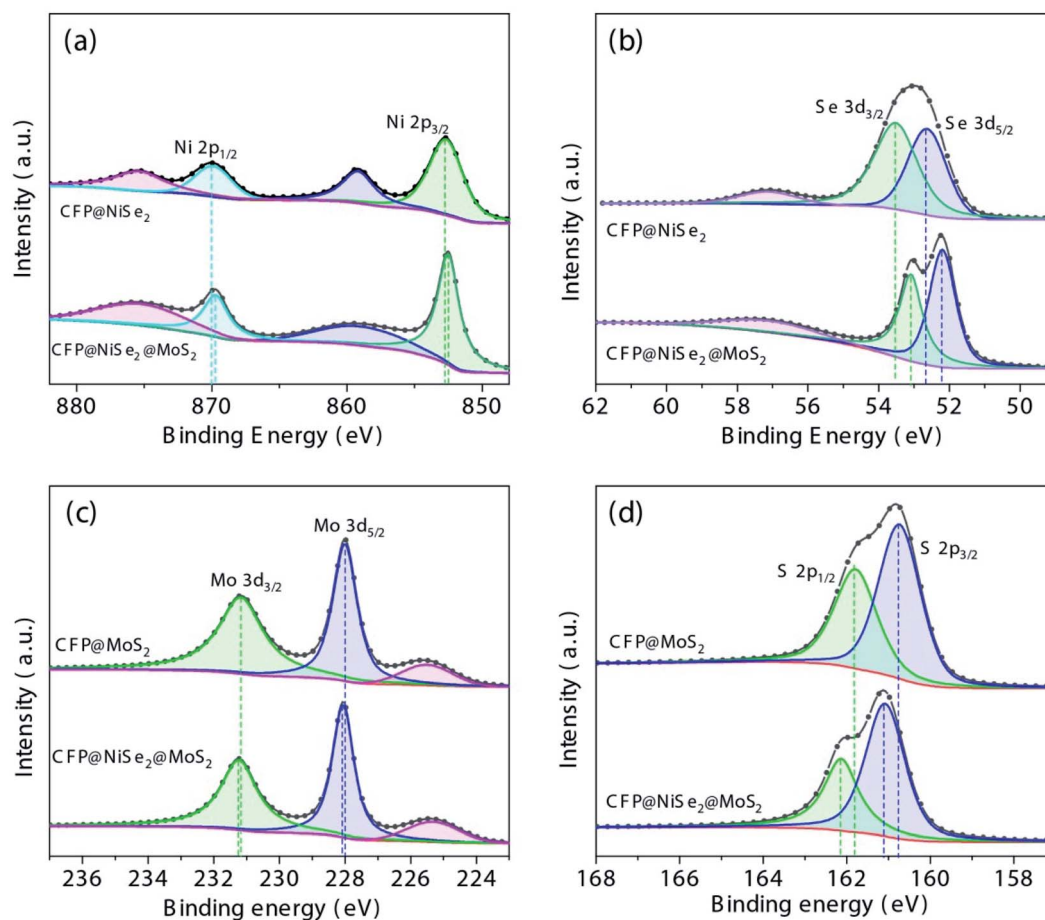 (a)
Ni 2p3/2
Ni 2p1/2
CFP@NiSe2
CFP@NiSe2@MoS2
Intensity (a.u.)
Intensity (a.u.)
880 870 860 850
Binding Energy (eV)
(b)
Se 3d3/2
Se 3d5/2
CFP@NiSe2
CFP@NiSe2@MoS2
Intensity (a.u.)
Intensity (a.u.)
62 60 58 56 54 52 50
Binding Energy (eV)
(c)
Mo 3d5/2
Mo 3d3/2
CFP@MoS2
CFP@NiSe2@MoS2
Intensity (a.u.)
Intensity (a.u.)
236 234 232 230 228 226 224
Binding energy (eV)
(d)
S 2p3/2
S 2p1/2
CFP@MoS2
CFP@NiSe2@MoS2
Intensity (a.u.)
Intensity (a.u.)
168 166 164 162 160 158
Binding energy (eV)